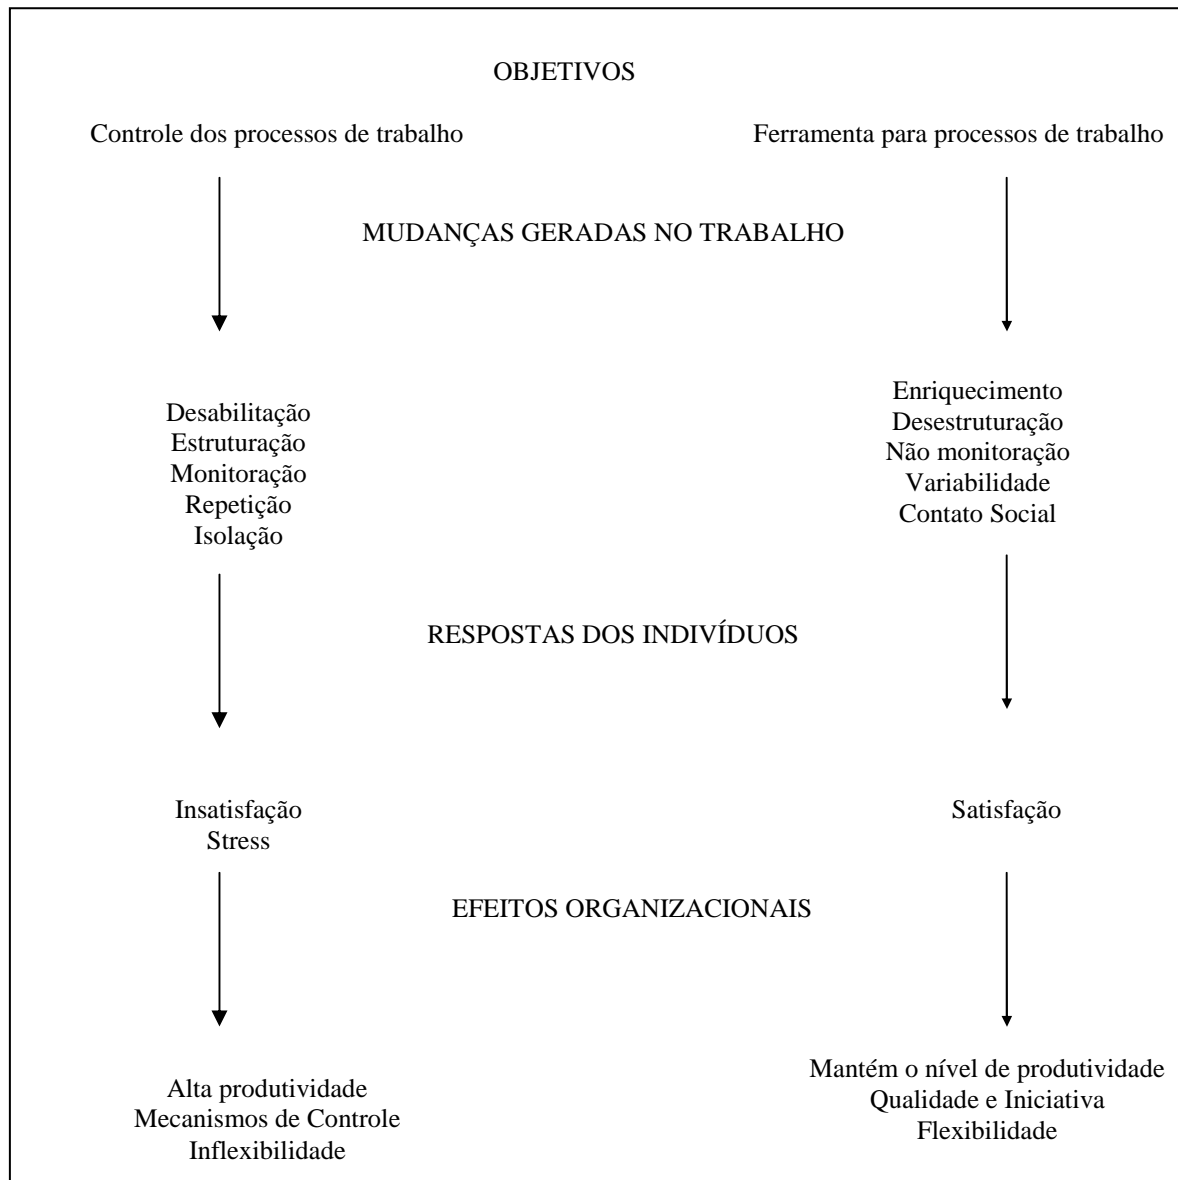 OBJETIVOS
Controle dos processos de trabalho
Ferramenta para processos de trabalho
MUDANÇAS GERADAS NO TRABALHO
Desabilitação
Estruturação
Monitoração
Repetição
Isolação
Enriquecimento
Desestruturação
Não monitoração
Variabilidade
Contato Social
RESPOSTAS DOS INDIVÍDUOS
Insatisfação
Stress
Satisfação
EFEITOS ORGANIZACIONAIS
Alta produtividade
Mecanismos de Controle
Inflexibilidade
Mantém o nível de produtividade
Qualidade e Iniciativa
Flexibilidade